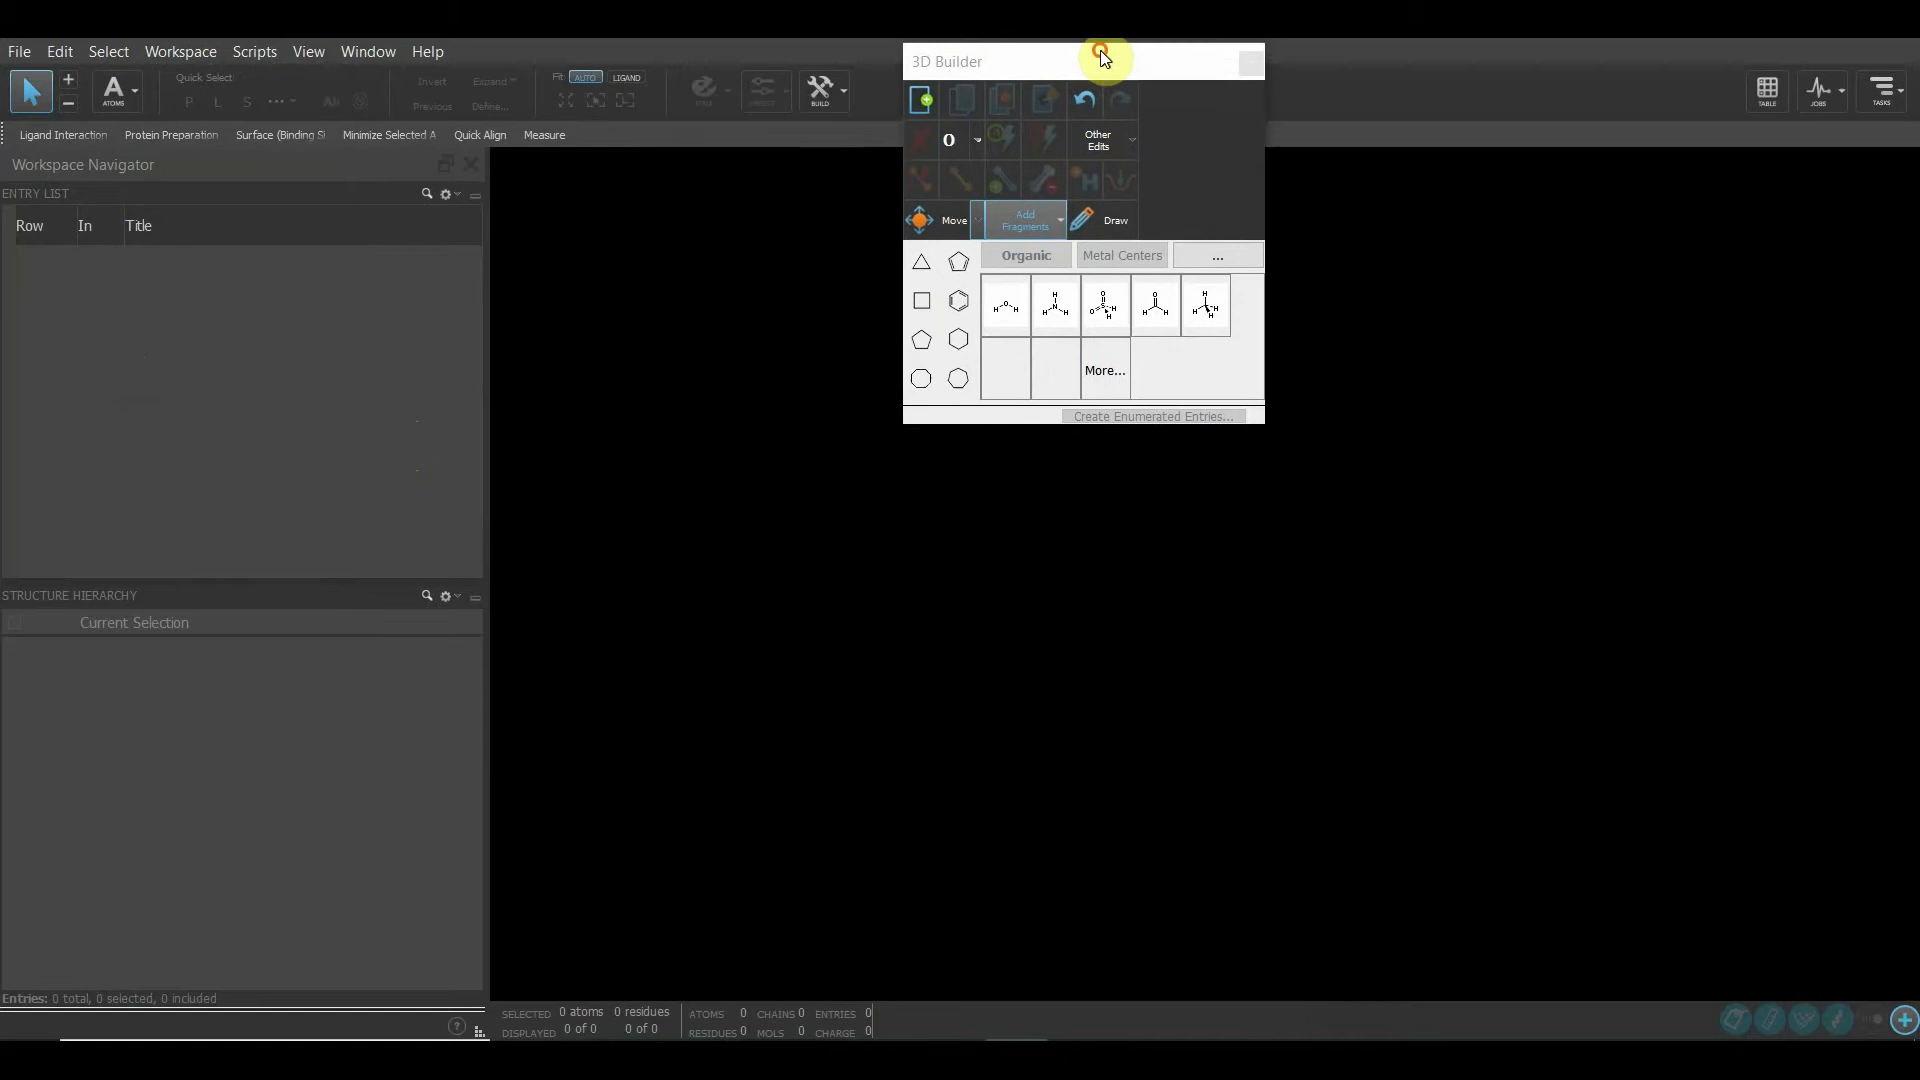 File Edit Select Workspace Scripts View Window Help
3D Builder
Quick Select
Invert Expand
Fit: AUTO LIGAND
P L S ... All
Previous Define...
A
ATOMS
STYLE
BUILD
TABLE
JOBS
TASKS
Ligand Interaction Protein Preparation Surface (Binding Si Minimize Selected A Quick Align Measure
O
Other
Edits
Workspace Navigator
ENTRY LIST
Row In Title
H
Move
Add
Fragments
Draw
Organic Metal Centers ...
More...
Create Enumerated Entries...
STRUCTURE HIERARCHY
Current Selection
Entries: 0 total, 0 selected, 0 included
SELECTED 0 atoms 0 residues ATOMS 0 CHAINS 0 ENTRIES 0
DISPLAYED 0 of 0 0 of 0 RESIDUES 0 MOLS 0 CHARGE 0